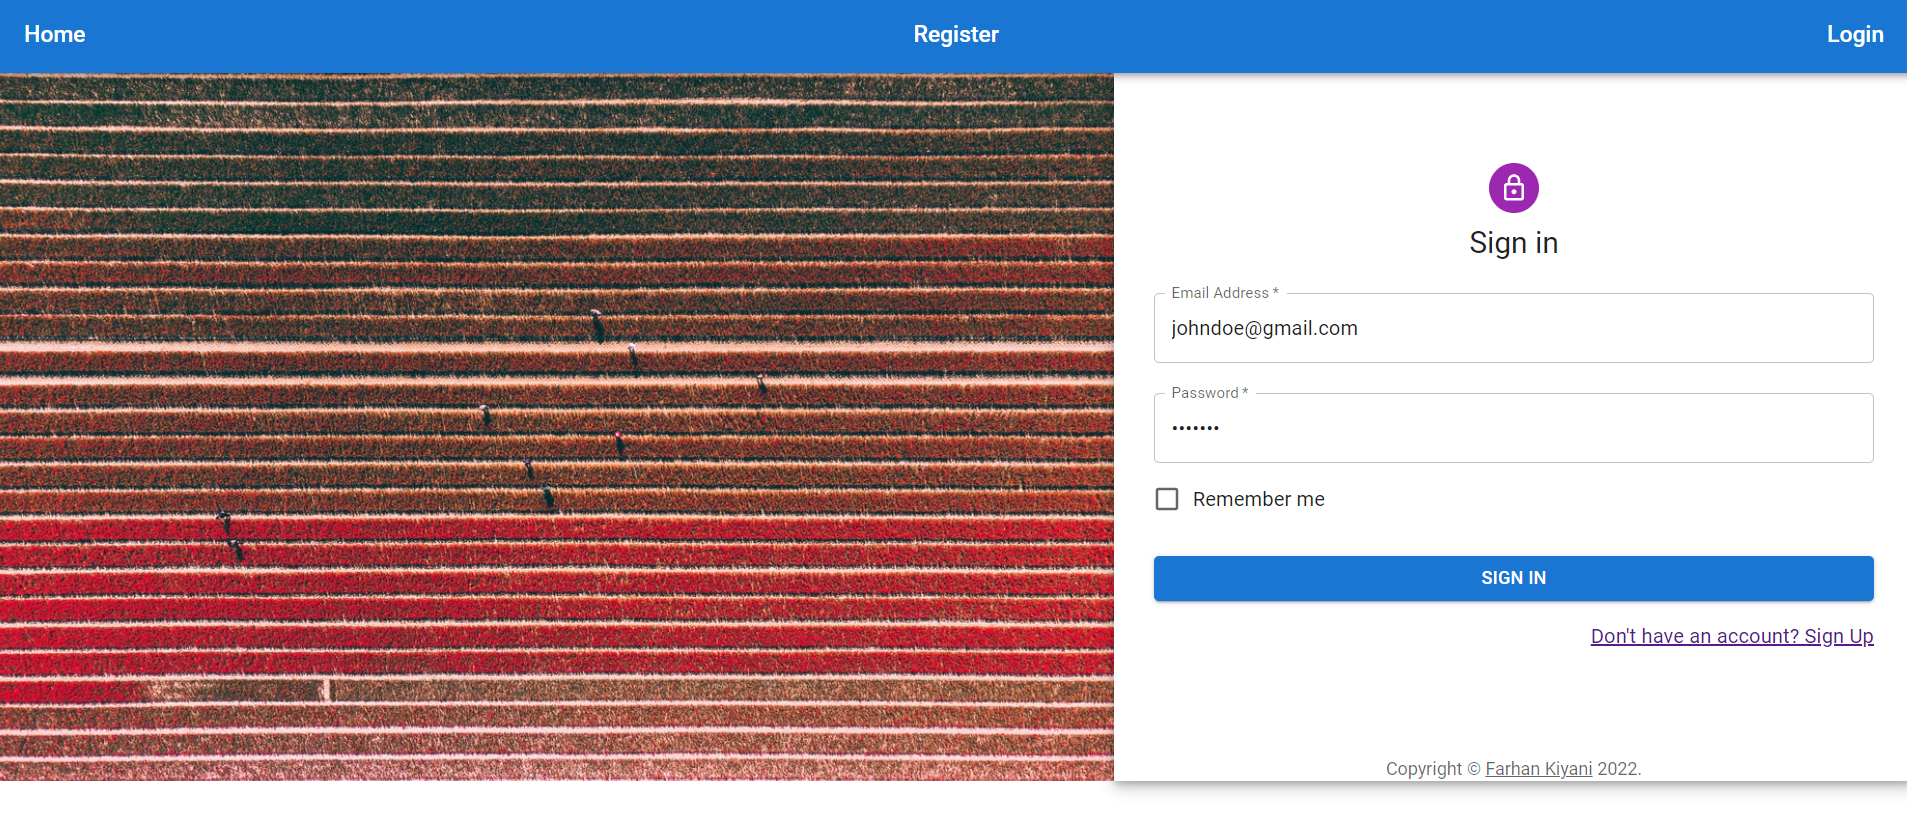 Home Register Login
Sign in
Email Address *
johndoe@gmail.com
Password *
•••••••
Remember me
SIGN IN
Don't have an account? Sign Up
Copyright © Farhan Kiyani 2022.